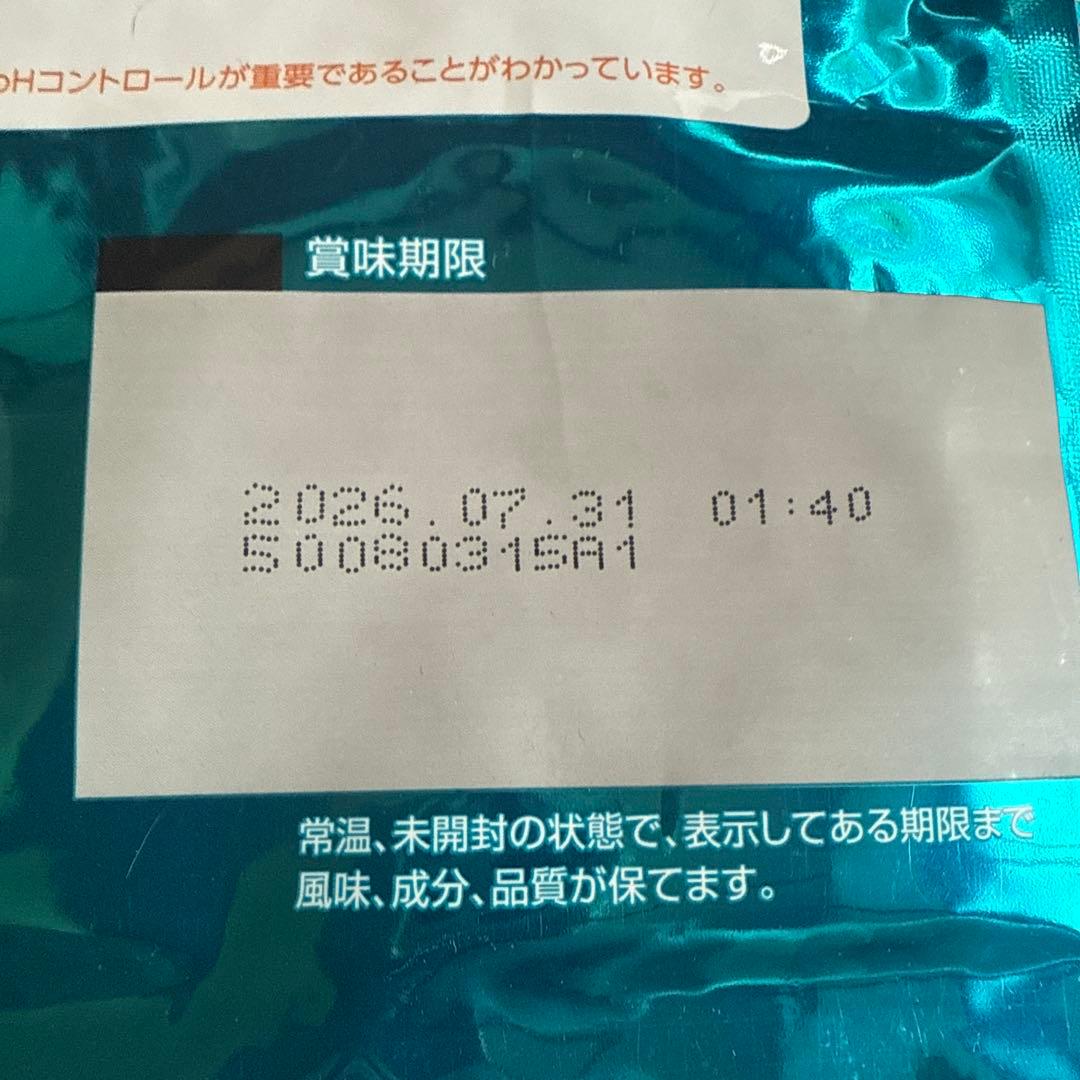 pHコントロールが重要であることがわかっています。
賞味期限
2026.07.31 01:40
50080315A1
常温、未開封の状態で、表示してある期限まで
風味、成分、品質が保てます。